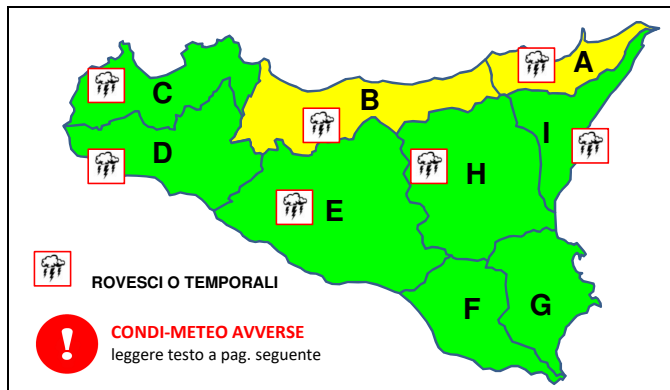 A
C
B
I
D
H
E
ROVESCI O TEMPORALI
F
G
CONDI-METEO AVVERSE
leggere testo a pag. seguente